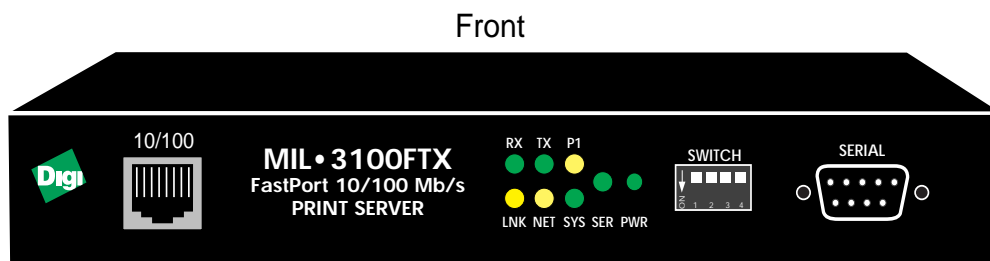 Front
Digi
10/100
MIL•3100FTX
FastPort 10/100 Mb/s
PRINT SERVER
RX TX P1
LNK NET SYS SER PWR
SWITCH
ON 1 2 3 4
SERIAL